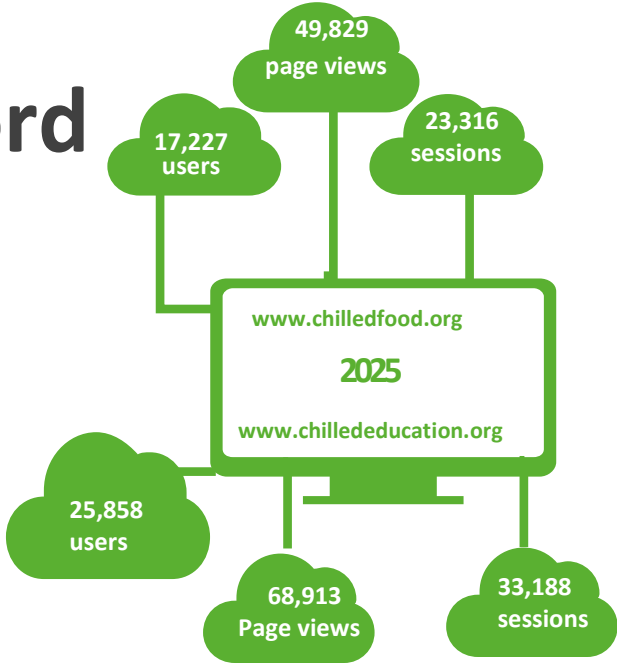 49,829
page views
rd
17,227
users
23,316
sessions
www.chilledfood.org
2025
www.chillededucation.org
25,858
users
68,913
Page views
33,188
sessions